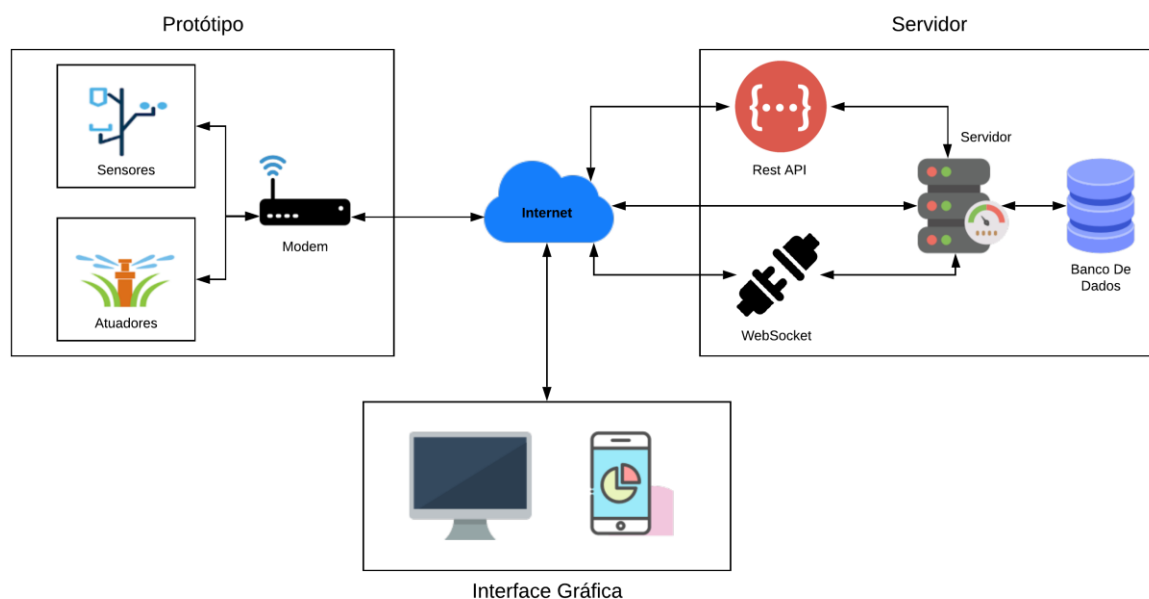 Protótipo
Servidor
Sensores
Atuadores
Modem
Internet
Rest API
Servidor
WebSocket
Banco De
Dados
Interface Gráfica